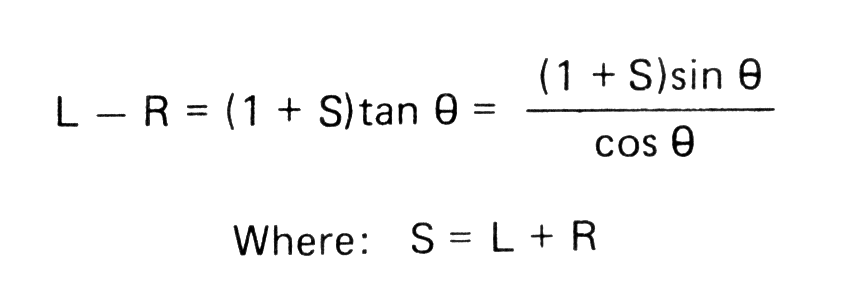 L – R = (1 + S)tan θ = (1 + S)sin θ / cos θ
Where: S = L + R